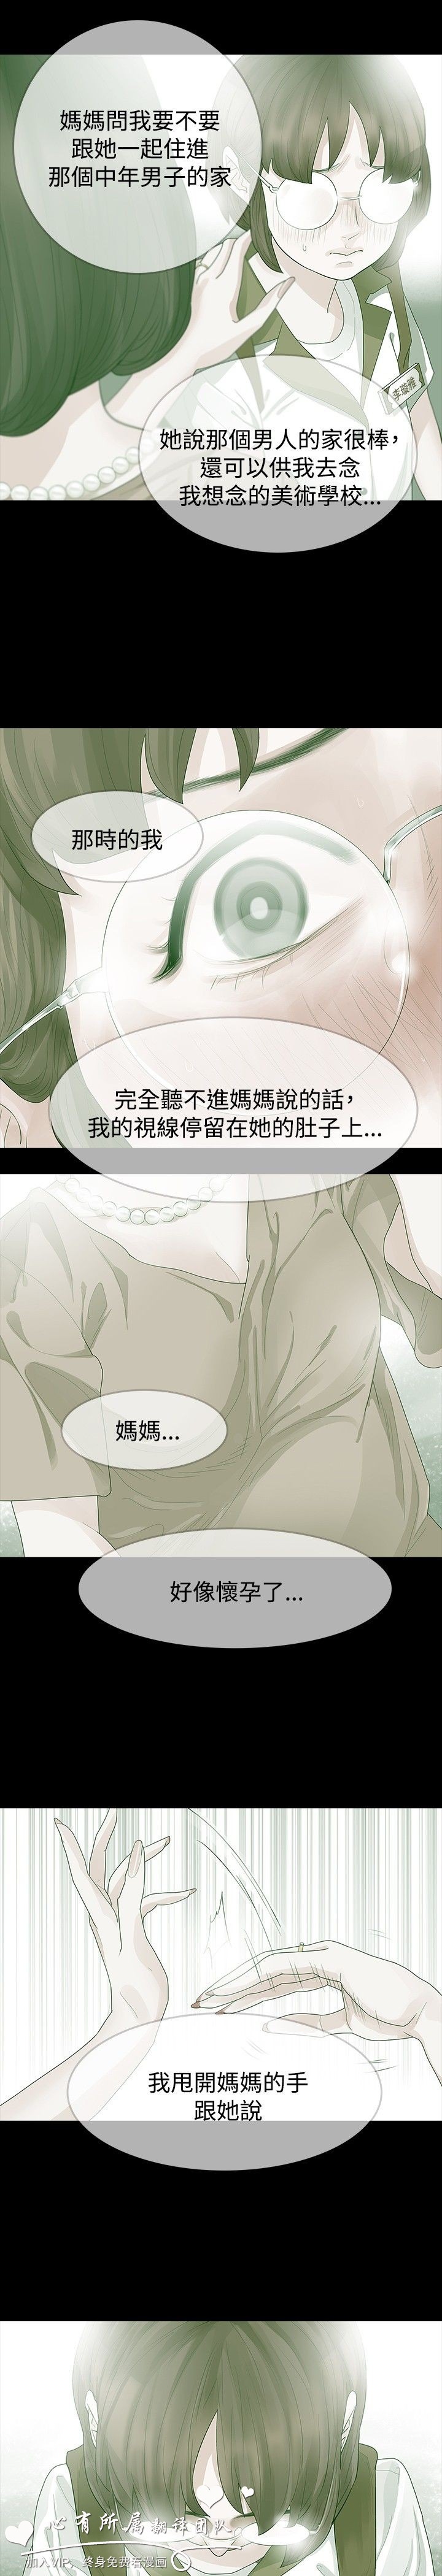 媽媽問我要不要
跟她一起住進
那個中年男子的家
李璇雅
她說那個男人的家很棒，
還可以供我去念
我想念的美術學校...
那時的我
完全聽不進媽媽說的話，
我的視線停留在她的肚子上...
媽媽...
好像懷孕了...
我甩開媽媽的手
跟她說
心有所属翻译团队
加入VIP，终身免费看漫画